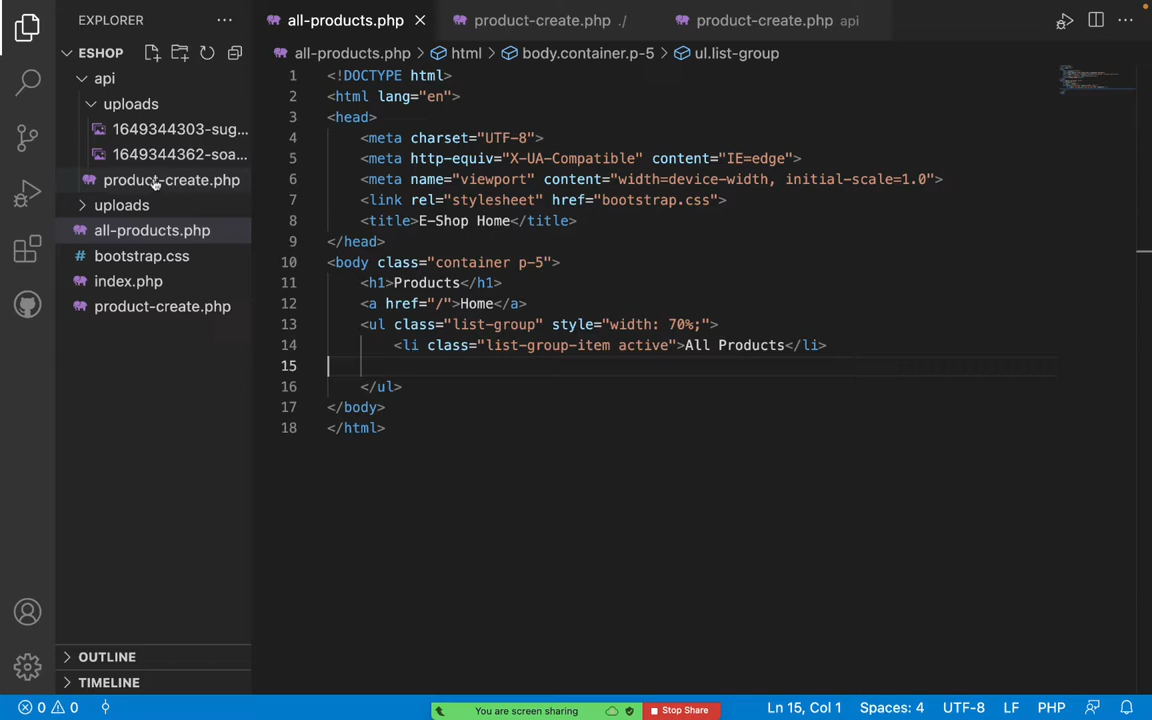 EXPLORER
ESHOP
api
uploads
1649344303-sug...
1649344362-soa...
product-create.php
uploads
all-products.php
bootstrap.css
index.php
product-create.php
OUTLINE
TIMELINE
all-products.php
product-create.php ./
product-create.php api
all-products.php > html > body.container.p-5 > ul.list-group
1 <!DOCTYPE html>
2 <html lang="en">
3 <head>
4 <meta charset="UTF-8">
5 <meta http-equiv="X-UA-Compatible" content="IE=edge">
6 <meta name="viewport" content="width=device-width, initial-scale=1.0">
7 <link rel="stylesheet" href="bootstrap.css">
8 <title>E-Shop Home</title>
9 </head>
10 <body class="container p-5">
11 <h1>Products</h1>
12 <a href="/">Home</a>
13 <ul class="list-group" style="width: 70%;">
14 <li class="list-group-item active">All Products</li>
15
16 </ul>
17 </body>
18 </html>
0 0
You are screen sharing
Stop Share
Ln 15, Col 1
Spaces: 4
UTF-8
LF
PHP